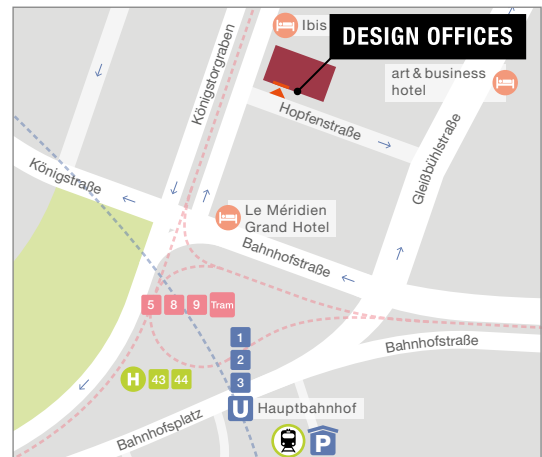 Ibis
DESIGN OFFICES
art & business
hotel
Königstorgraben
Hopfenstraße
Gleißbühlstraße
Königstraße
Le Méridien
Grand Hotel
Bahnhofstraße
5 8 9 Tram
1
2
3
Bahnhofstraße
H 43 44
U Hauptbahnhof
Bahnhofsplatz
P